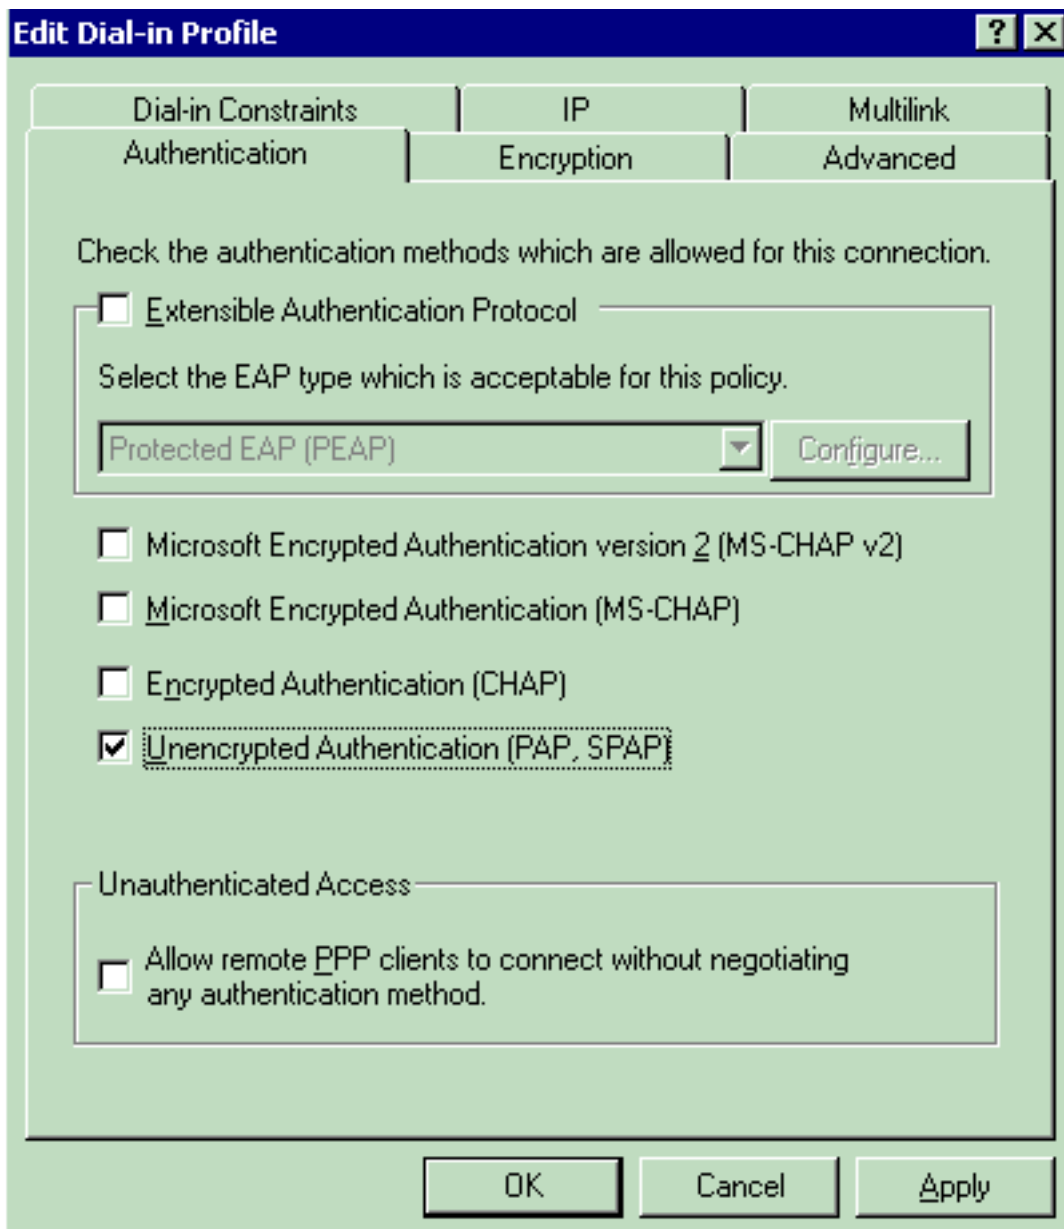 Edit Dial-in Profile
Dial-in Constraints IP Multilink
Authentication Encryption Advanced
Check the authentication methods which are allowed for this connection.
Extensible Authentication Protocol
Select the EAP type which is acceptable for this policy.
Protected EAP (PEAP) Configure...
Microsoft Encrypted Authentication version 2 (MS-CHAP v2)
Microsoft Encrypted Authentication (MS-CHAP)
Encrypted Authentication (CHAP)
Unencrypted Authentication (PAP, SPAP)
Unauthenticated Access
Allow remote PPP clients to connect without negotiating
any authentication method.
OK Cancel Apply